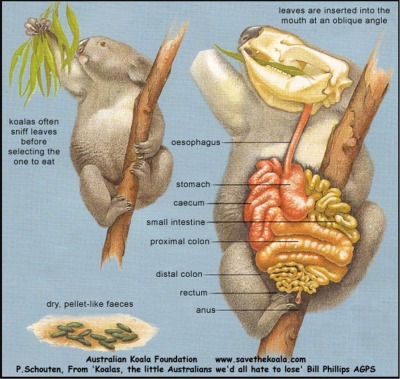 leaves are inserted into the
mouth at an oblique angle
koalas often
sniff leaves
before
selecting the
one to eat
oesophagus
stomach
caecum
small intestine
proximal colon
distal colon
rectum
anus
dry, pellet-like faeces
Australian Koala Foundation www.savethekoala.com
P.Schouten, From 'Koalas, the little Australians we'd all hate to lose' Bill Phillips AGPS